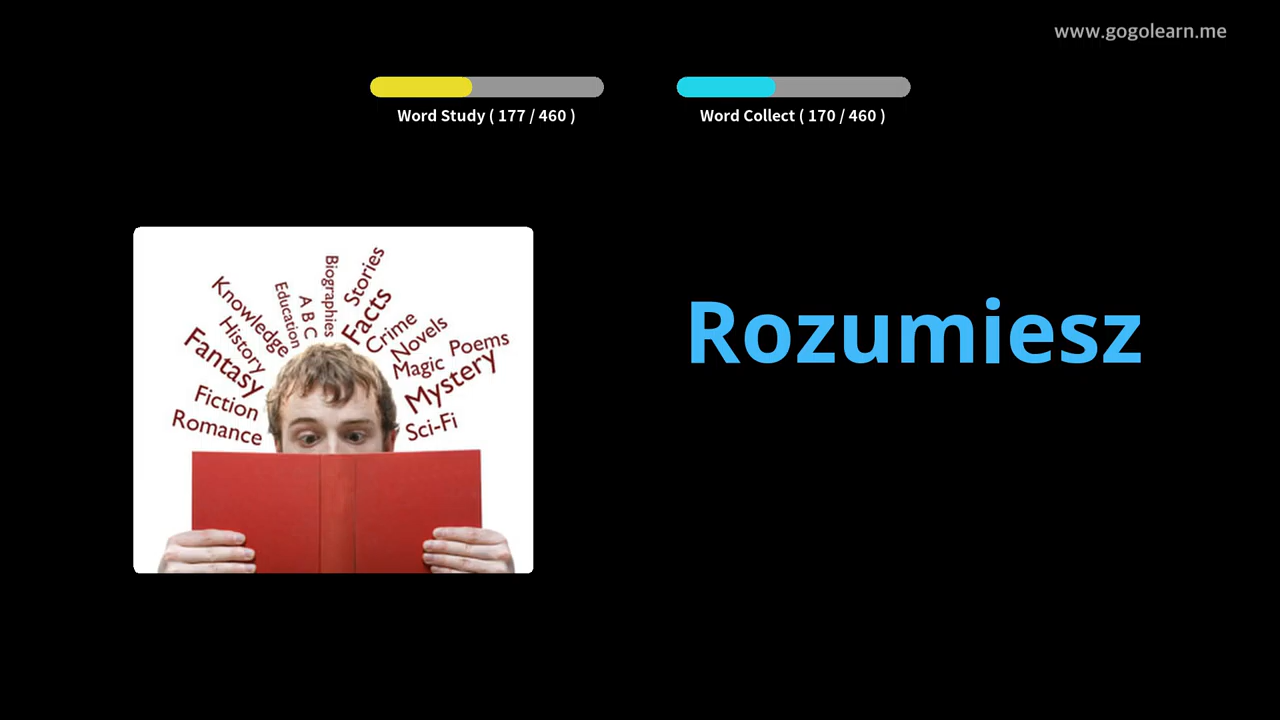 www.gogolearn.me
Word Study ( 177 / 460 )
Word Collect ( 170 / 460 )
Knowledge
Education
A B C
Biographies
Stories
Facts
History
Crime
Novels
Fantasy
Magic
Poems
Mystery
Fiction
Romance
Sci-Fi
Rozumiesz